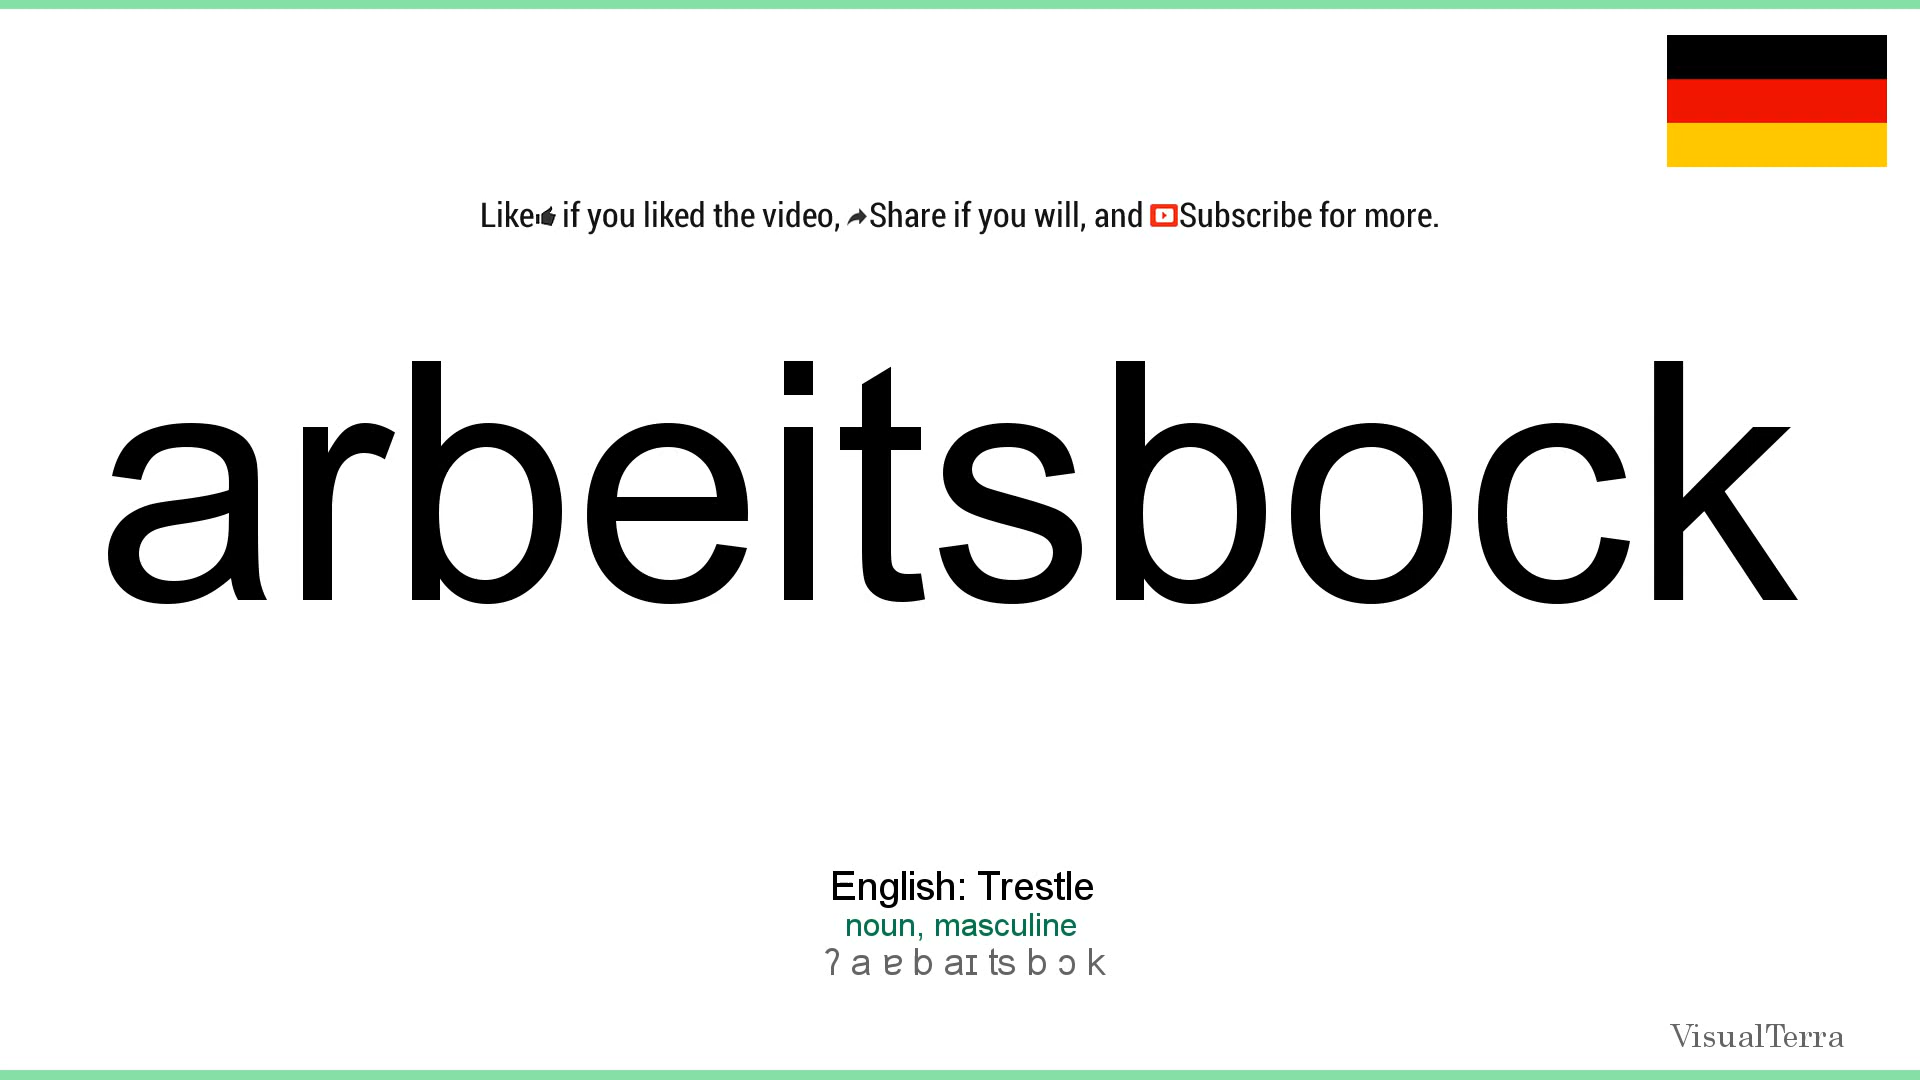 Like if you liked the video, Share if you will, and Subscribe for more.
arbeitsbock
English: Trestle
noun, masculine
ʔ a ɐ b aɪ ts b ɔ k
VisualTerra